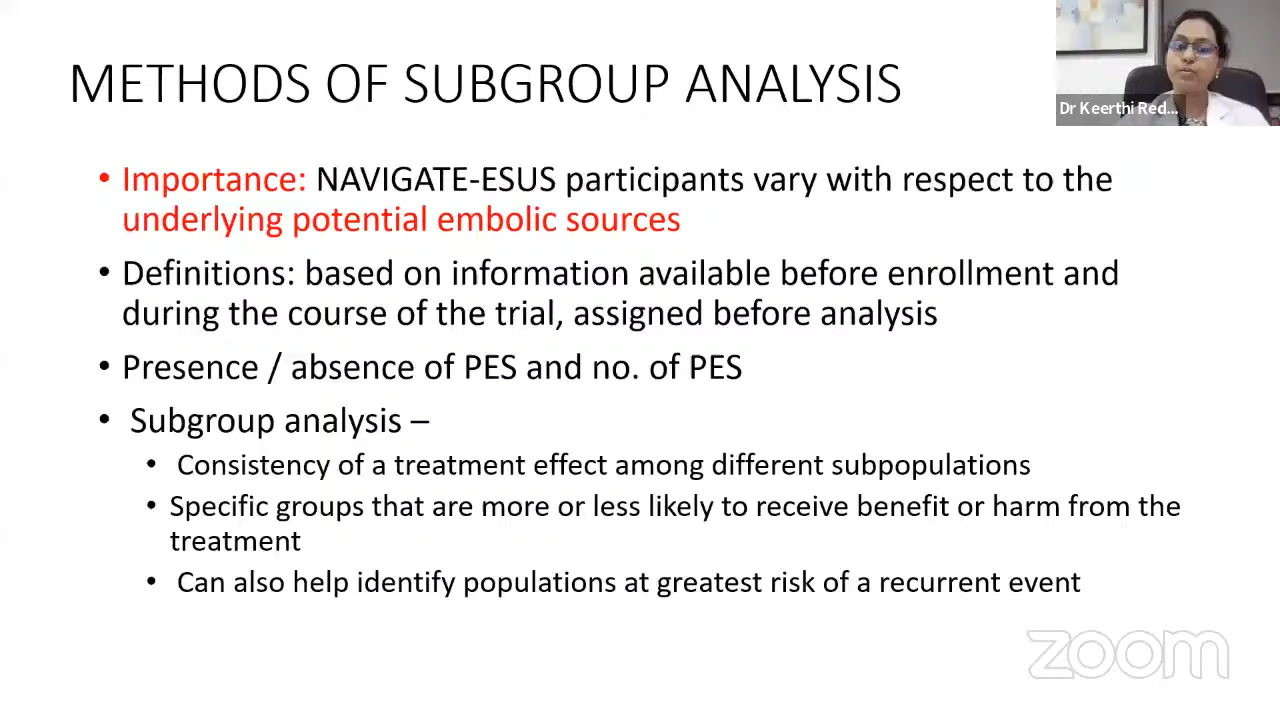 METHODS OF SUBGROUP ANALYSIS
Dr Keerthi Red...
• Importance: NAVIGATE-ESUS participants vary with respect to the
underlying potential embolic sources
• Definitions: based on information available before enrollment and
during the course of the trial, assigned before analysis
• Presence / absence of PES and no. of PES
• Subgroup analysis –
• Consistency of a treatment effect among different subpopulations
• Specific groups that are more or less likely to receive benefit or harm from the
treatment
• Can also help identify populations at greatest risk of a recurrent event
zoom